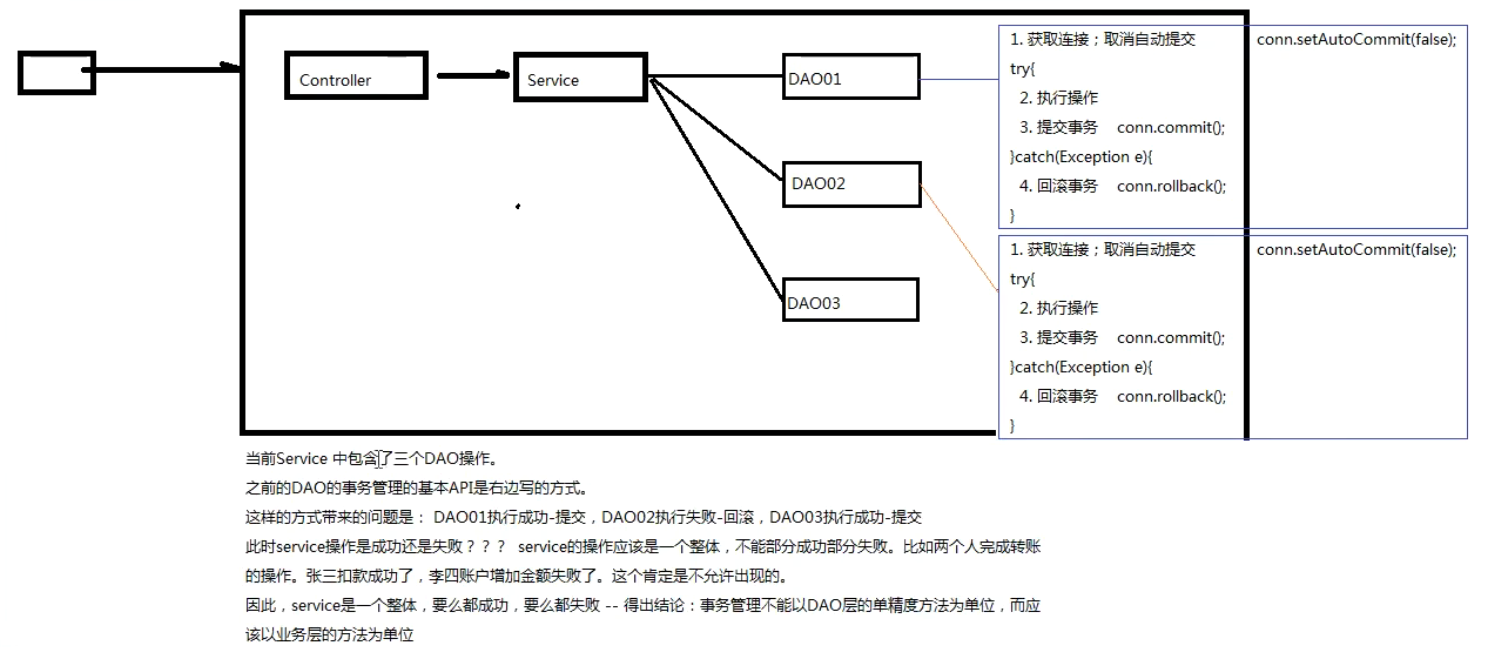 Controller
Service
DAO01
DAO02
DAO03
1. 获取连接；取消自动提交 conn.setAutoCommit(false);
try{
2. 执行操作
3. 提交事务 conn.commit();
}catch(Exception e){
4. 回滚事务 conn.rollback();
}
1. 获取连接；取消自动提交 conn.setAutoCommit(false);
try{
2. 执行操作
3. 提交事务 conn.commit();
}catch(Exception e){
4. 回滚事务 conn.rollback();
}
当前Service 中包含了三个DAO操作。
之前的DAO的事务管理的基本API是右边写的方式。
这样的方式带来的问题是： DAO01执行成功-提交，DAO02执行失败-回滚，DAO03执行成功-提交
此时service操作是成功还是失败？？？ service的操作应该是一个整体，不能部分成功部分失败。比如两个人完成转账
的操作。张三扣款成功了，李四账户增加金额失败了。这个肯定是不允许出现的。
因此，service是一个整体，要么都成功，要么都失败 -- 得出结论：事务管理不能以DAO层的单精度方法为单位，而应
该以业务层的方法为单位